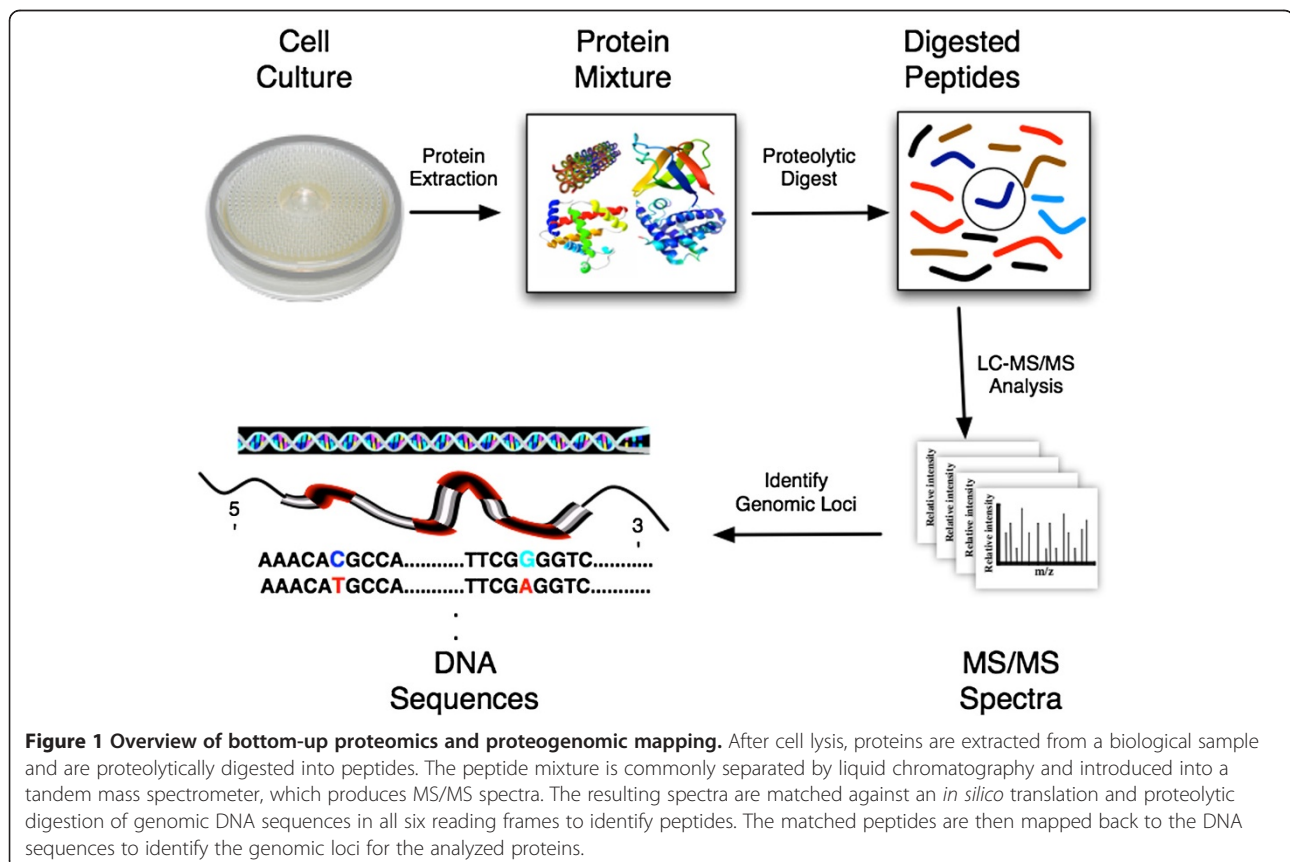 Cell
Culture
Protein
Extraction
Protein
Mixture
Proteolytic
Digest
Digested
Peptides
LC-MS/MS
Analysis
Relative intensity
Relative intensity
Relative intensity
Relative intensity
m/z
MS/MS
Spectra
Identify
Genomic Loci
5
'
3
'
AAACACGCCA...........TTCGGGGTC...........
AAACATGCCA...........TTCGAGGTC...........
.
.
DNA
Sequences
Figure 1 Overview of bottom-up proteomics and proteogenomic mapping. After cell lysis, proteins are extracted from a biological sample
and are proteolytically digested into peptides. The peptide mixture is commonly separated by liquid chromatography and introduced into a
tandem mass spectrometer, which produces MS/MS spectra. The resulting spectra are matched against an in silico translation and proteolytic
digestion of genomic DNA sequences in all six reading frames to identify peptides. The matched peptides are then mapped back to the DNA
sequences to identify the genomic loci for the analyzed proteins.